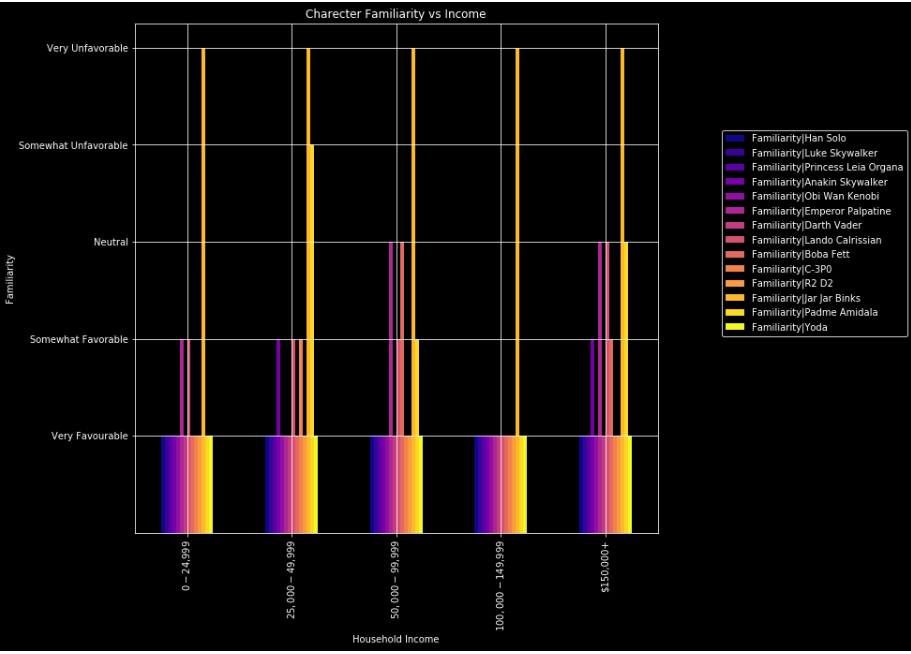 Charecter Familiarity vs Income
Very Unfavorable
Somewhat Unfavorable
Neutral
Somewhat Favorable
Very Favourable
Familiarity
0 − 24,999
25,000 − 49,999
50,000 − 99,999
100,000 − 149,999
$150,000+
Household Income
Familiarity|Han Solo
Familiarity|Luke Skywalker
Familiarity|Princess Leia Organa
Familiarity|Anakin Skywalker
Familiarity|Obi Wan Kenobi
Familiarity|Emperor Palpatine
Familiarity|Darth Vader
Familiarity|Lando Calrissian
Familiarity|Boba Fett
Familiarity|C-3P0
Familiarity|R2 D2
Familiarity|Jar Jar Binks
Familiarity|Padme Amidala
Familiarity|Yoda